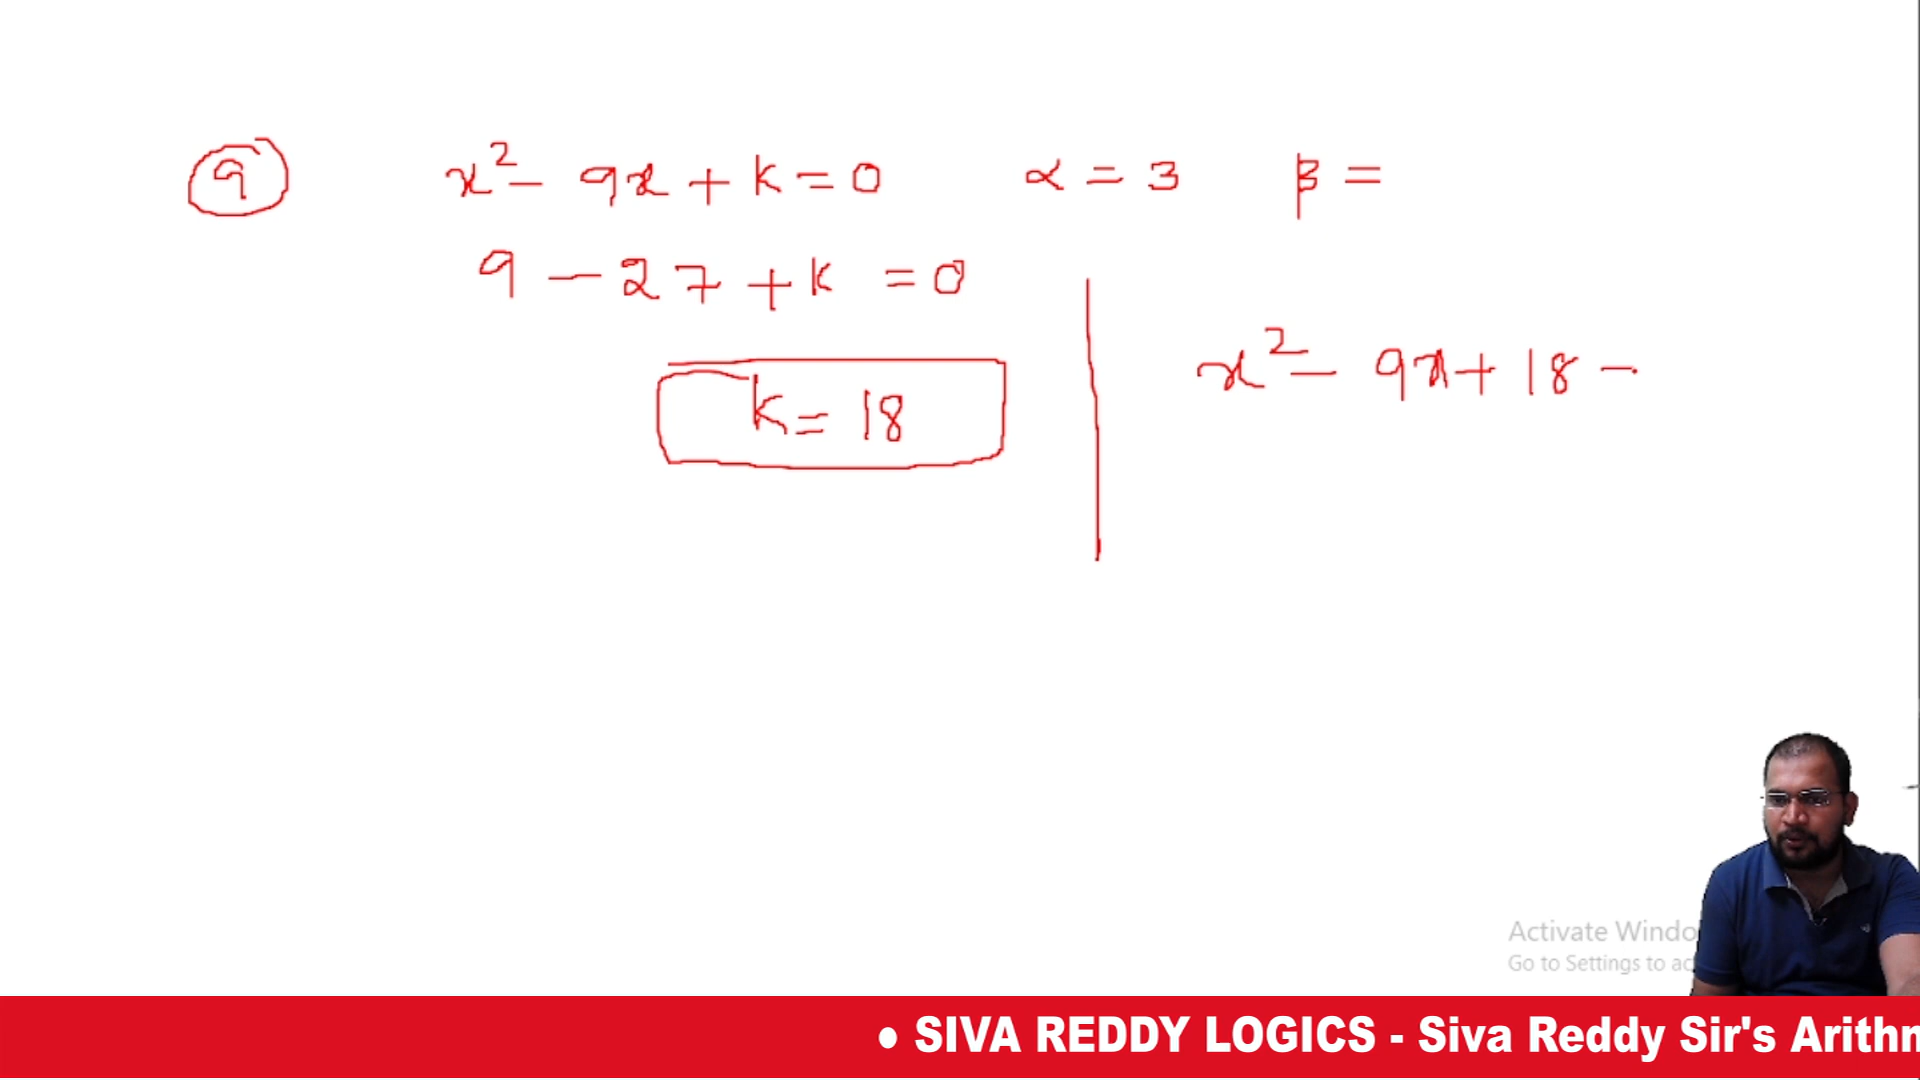 9 x² - 9x + k = 0 α = 3 β =
9 - 27 + k = 0
k = 18
x² - 9x + 18 -
Activate Windo
Go to Settings to ac
• SIVA REDDY LOGICS - Siva Reddy Sir's Arithm